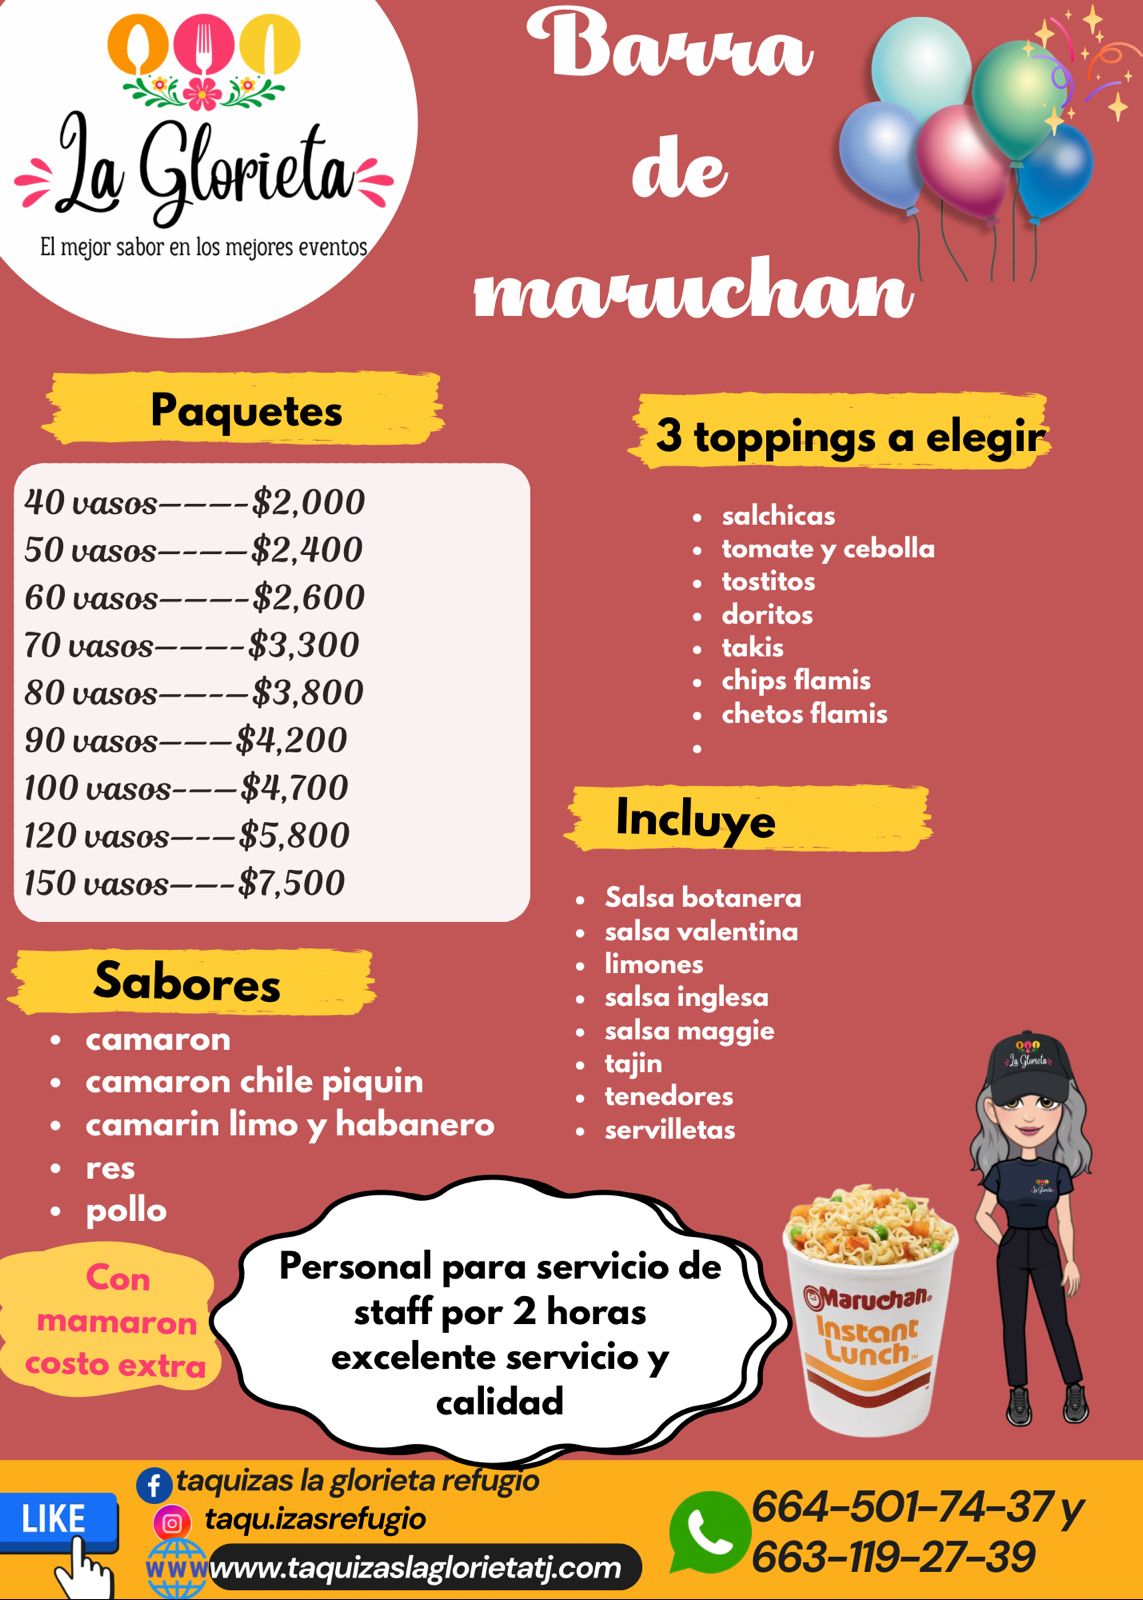 La Glorieta
El mejor sabor en los mejores eventos
Barra
de
maruchan
Paquetes
40 vasos-----$2,000
50 vasos-----$2,400
60 vasos-----$2,600
70 vasos-----$3,300
80 vasos-----$3,800
90 vasos----$4,200
100 vasos----$4,700
120 vasos----$5,800
150 vasos----$7,500
3 toppings a elegir
• salchicas
• tomate y cebolla
• tostitos
• doritos
• takis
• chips flamis
• chetos flamis
•
Incluye
• Salsa botanera
• salsa valentina
• limones
• salsa inglesa
• salsa maggie
• tajin
• tenedores
• servilletas
Sabores
• camaron
• camaron chile piquin
• camarin limo y habanero
• res
• pollo
Con
mamaron
costo extra
Personal para servicio de
staff por 2 horas
excelente servicio y
calidad
La Glorieta
La Glorieta
Maruchan.
Instant
Lunch™
LIKE
taquizas la glorieta refugio
taqu.izasrefugio
WWW
www.taquizaslaglorietatj.com
664-501-74-37 y
663-119-27-39